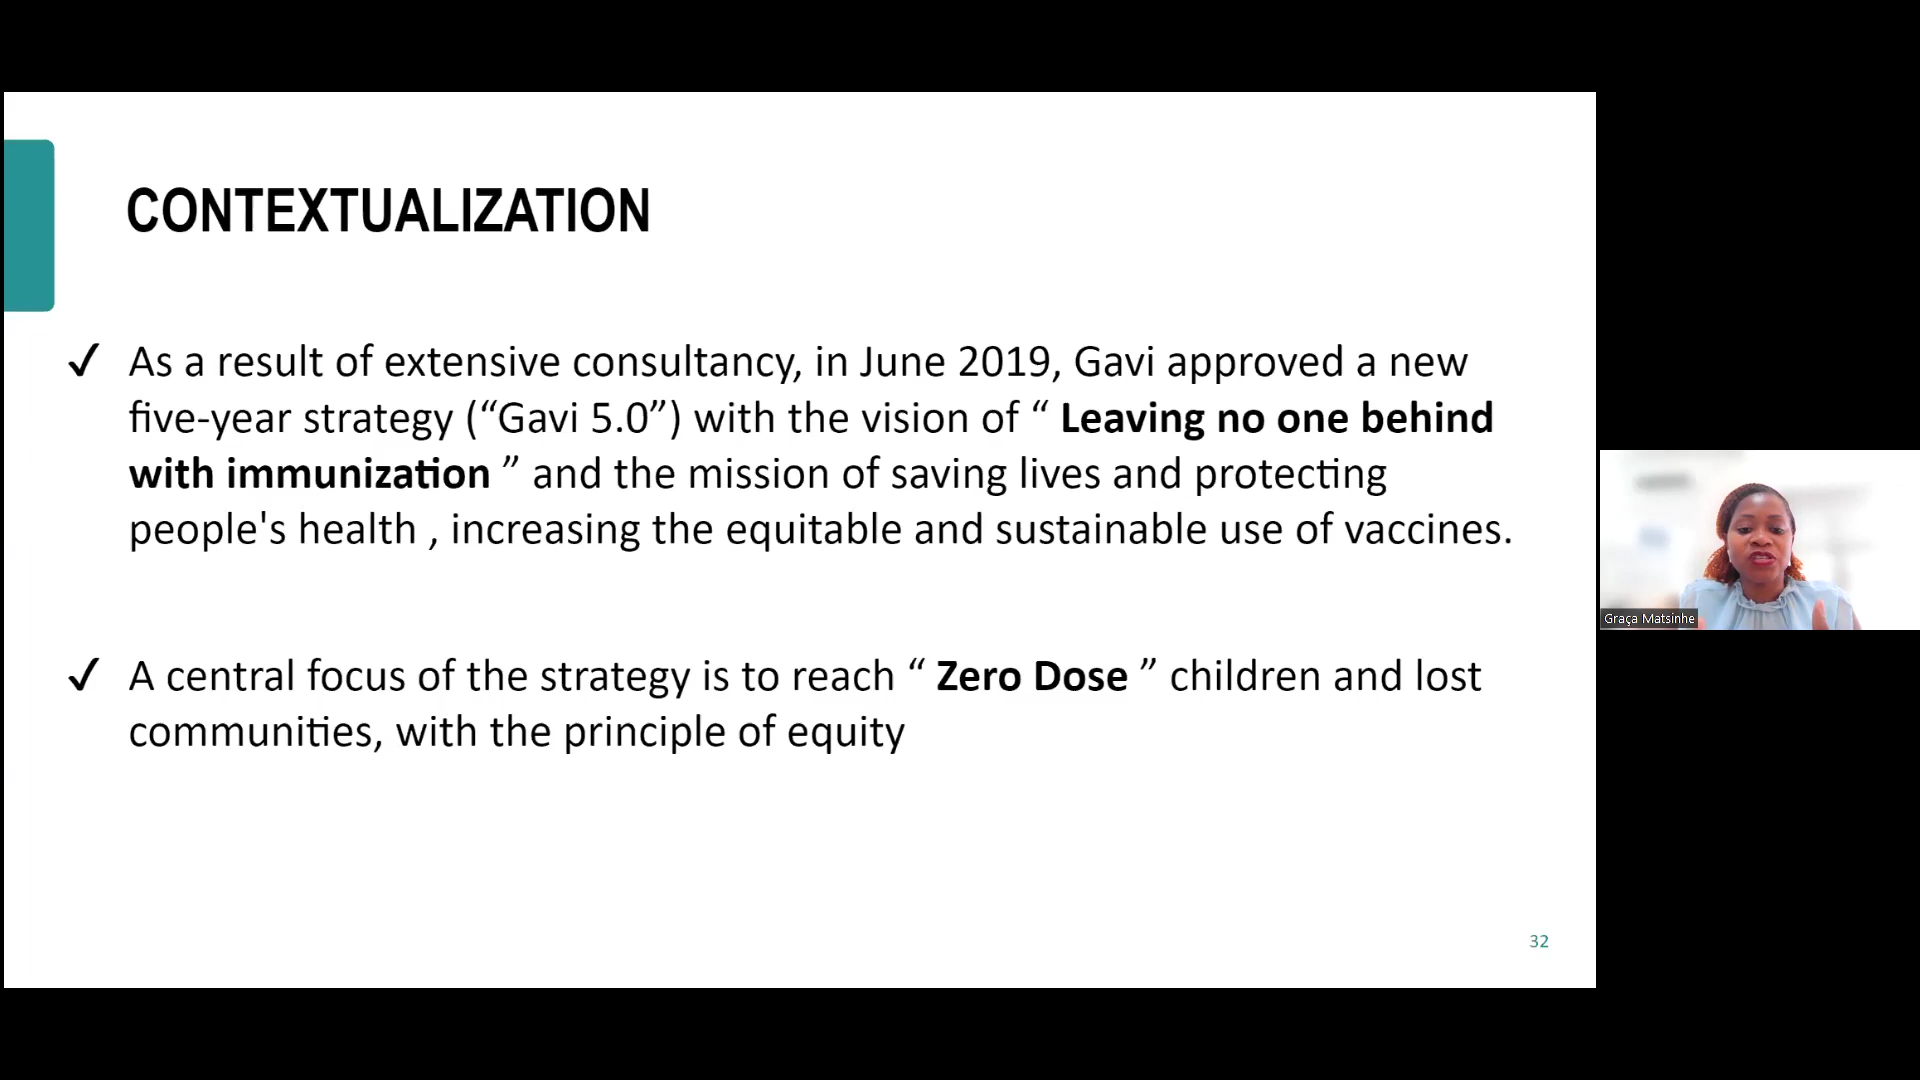 CONTEXTUALIZATION
✓ As a result of extensive consultancy, in June 2019, Gavi approved a new
five-year strategy (“Gavi 5.0”) with the vision of “ Leaving no one behind
with immunization ” and the mission of saving lives and protecting
people's health , increasing the equitable and sustainable use of vaccines.
✓ A central focus of the strategy is to reach “ Zero Dose ” children and lost
communities, with the principle of equity
32
Graça Matsinhe